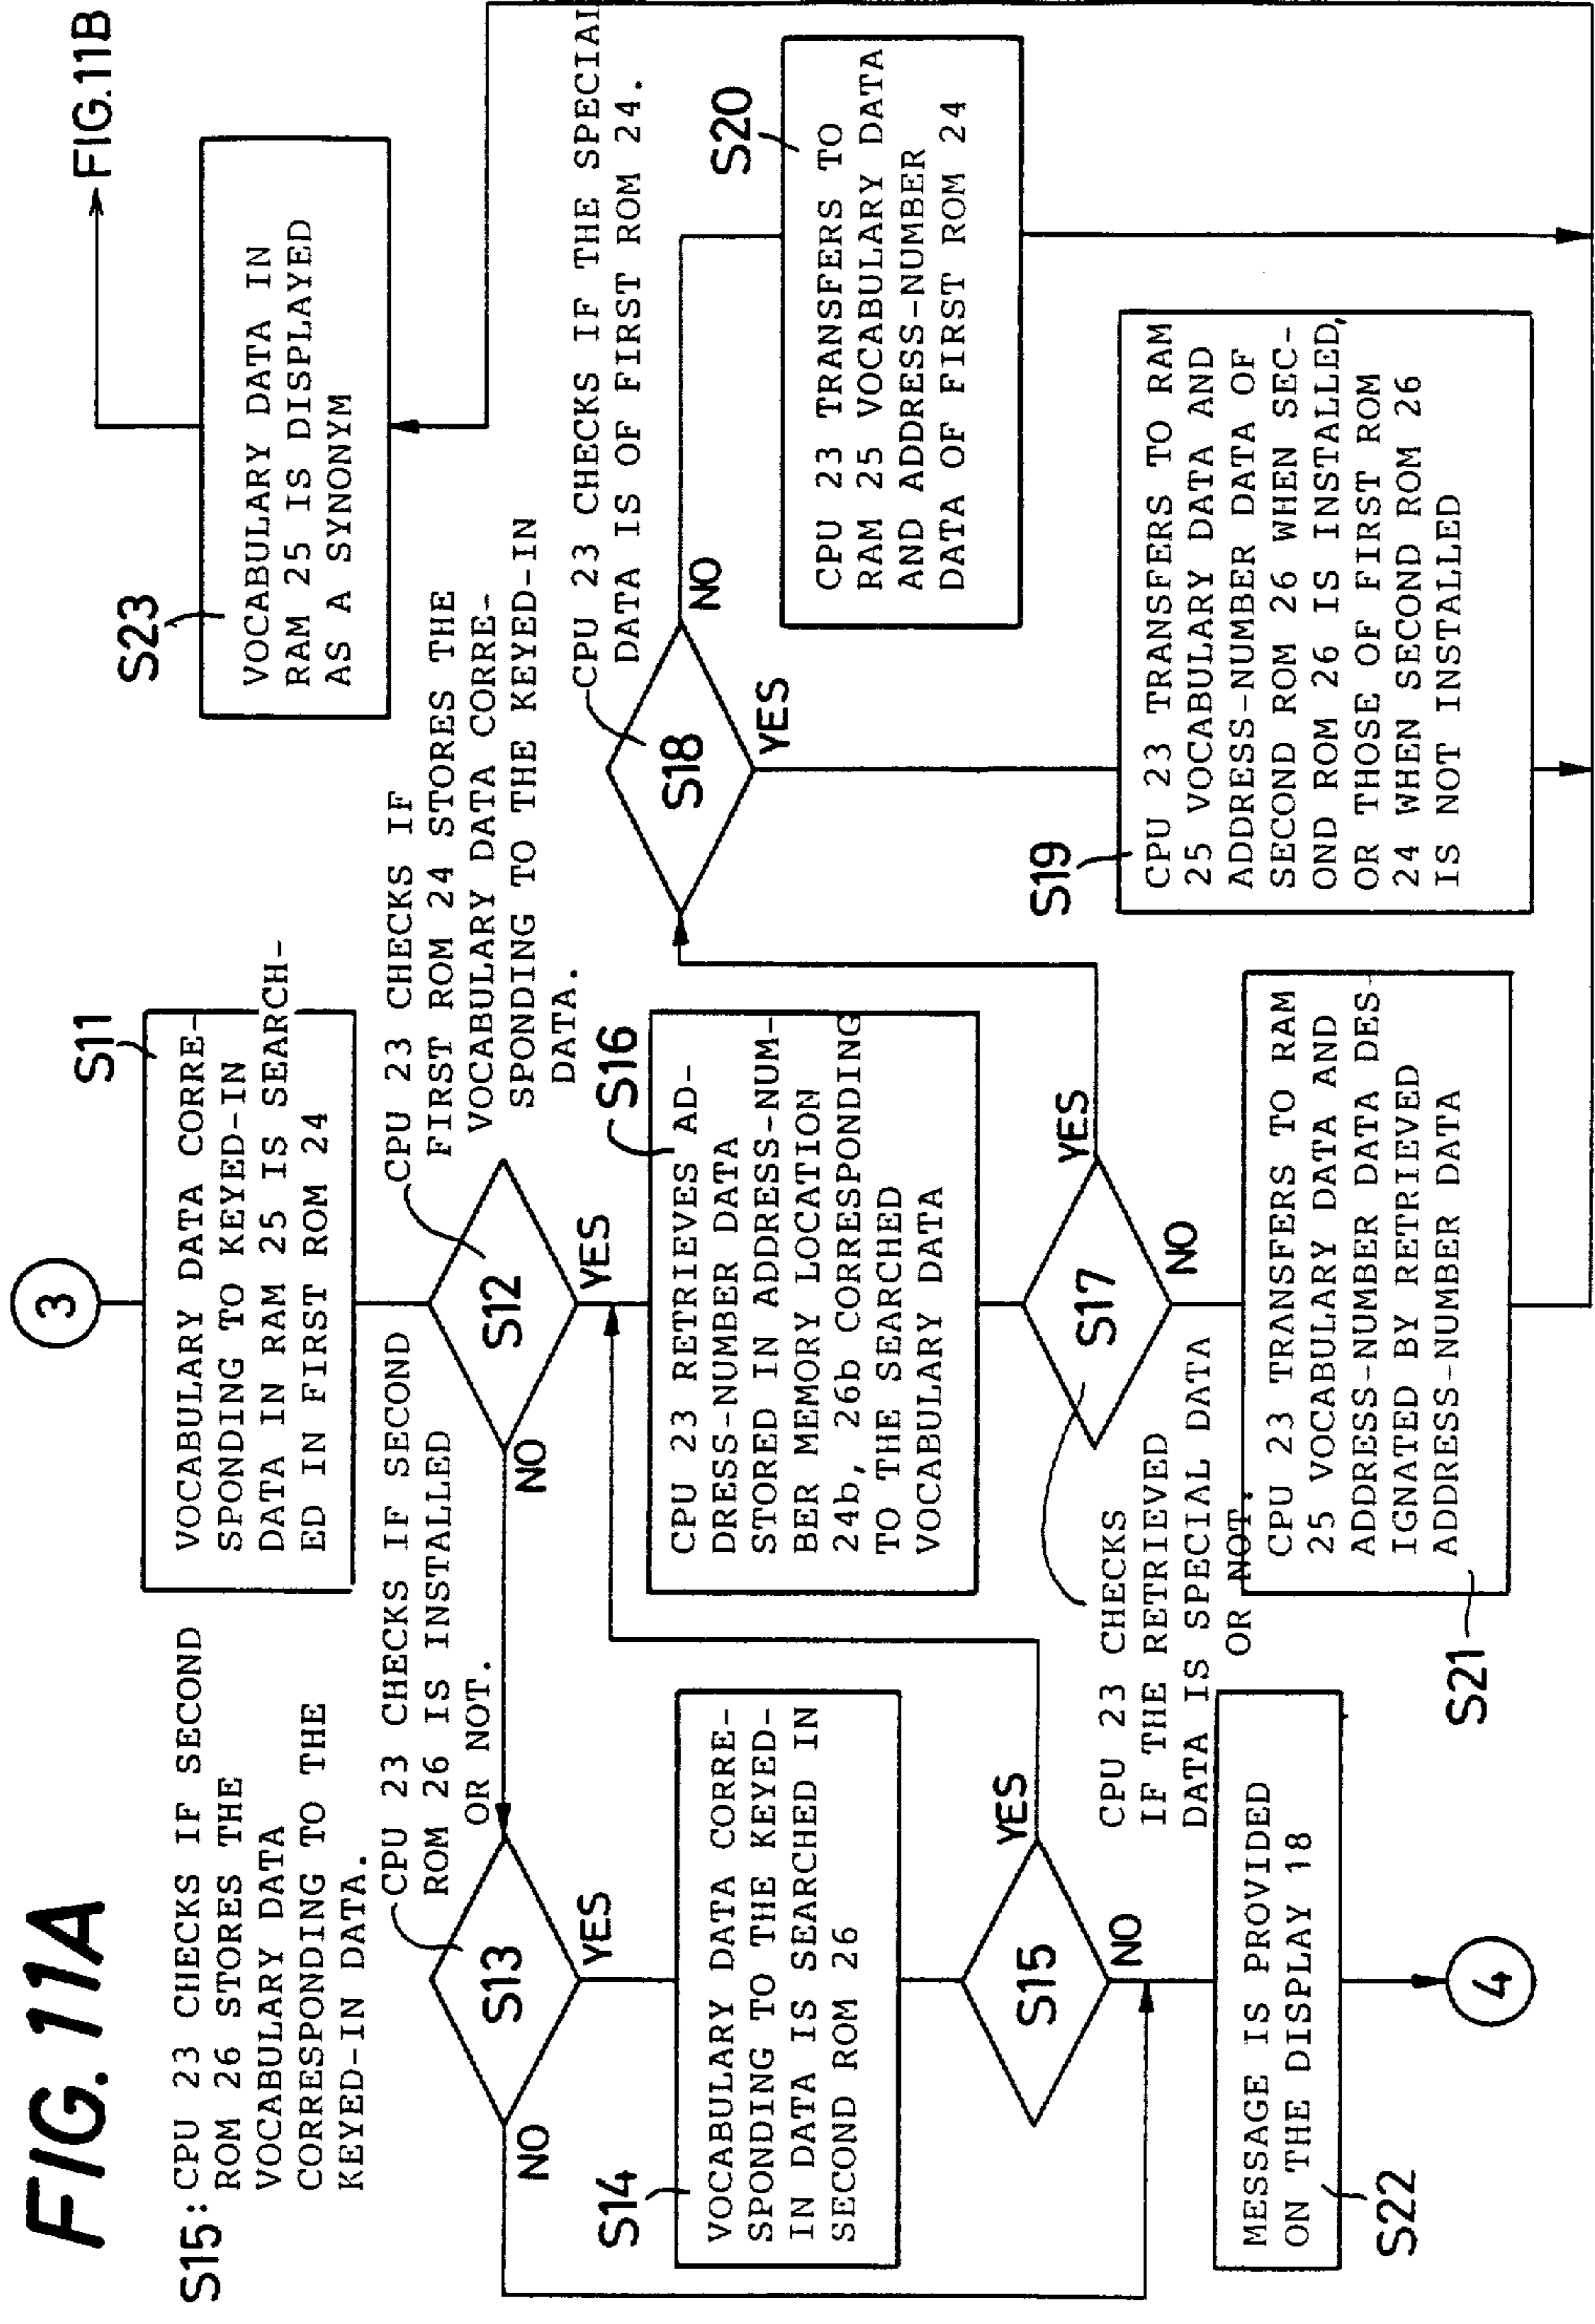 FIG. 11A
S15: CPU 23 CHECKS IF SECOND
ROM 26 STORES THE
VOCABULARY DATA
CORRESPONDING TO THE
KEYED-IN DATA.
3
S11
VOCABULARY DATA CORRE-
SPONDING TO KEYED-IN
DATA IN RAM 25 IS SEARCH-
ED IN FIRST ROM 24
S12
CPU 23 CHECKS IF
FIRST ROM 24 STORES THE
VOCABULARY DATA CORRE-
SPONDING TO THE KEYED-IN
DATA.
NO
YES
S13
CPU 23 CHECKS IF SECOND
ROM 26 IS INSTALLED
OR NOT.
NO
YES
S14
VOCABULARY DATA CORRE-
SPONDING TO THE KEYED-
IN DATA IS SEARCHED IN
SECOND ROM 26
S15
YES
NO
S22
MESSAGE IS PROVIDED
ON THE DISPLAY 18
4
S16
CPU 23 RETRIEVES AD-
DRESS-NUMBER DATA
STORED IN ADDRESS-NUM-
BER MEMORY LOCATION
24b, 26b CORRESPONDING
TO THE SEARCHED
VOCABULARY DATA
S17
CPU 23 CHECKS
IF THE RETRIEVED
DATA IS SPECIAL DATA
OR NOT.
YES
NO
S21
CPU 23 TRANSFERS TO RAM
25 VOCABULARY DATA AND
ADDRESS-NUMBER DATA DES-
IGNATED BY RETRIEVED
ADDRESS-NUMBER DATA
S18
CPU 23 CHECKS IF THE SPECIAL
DATA IS OF FIRST ROM 24.
NO
YES
S20
CPU 23 TRANSFERS TO
RAM 25 VOCABULARY DATA
AND ADDRESS-NUMBER
DATA OF FIRST ROM 24
S19
CPU 23 TRANSFERS TO RAM
25 VOCABULARY DATA AND
ADDRESS-NUMBER DATA OF
SECOND ROM 26 WHEN SEC-
OND ROM 26 IS INSTALLED,
OR THOSE OF FIRST ROM
24 WHEN SECOND ROM 26
IS NOT INSTALLED
S23
VOCABULARY DATA IN
RAM 25 IS DISPLAYED
AS A SYNONYM
FIG.11B